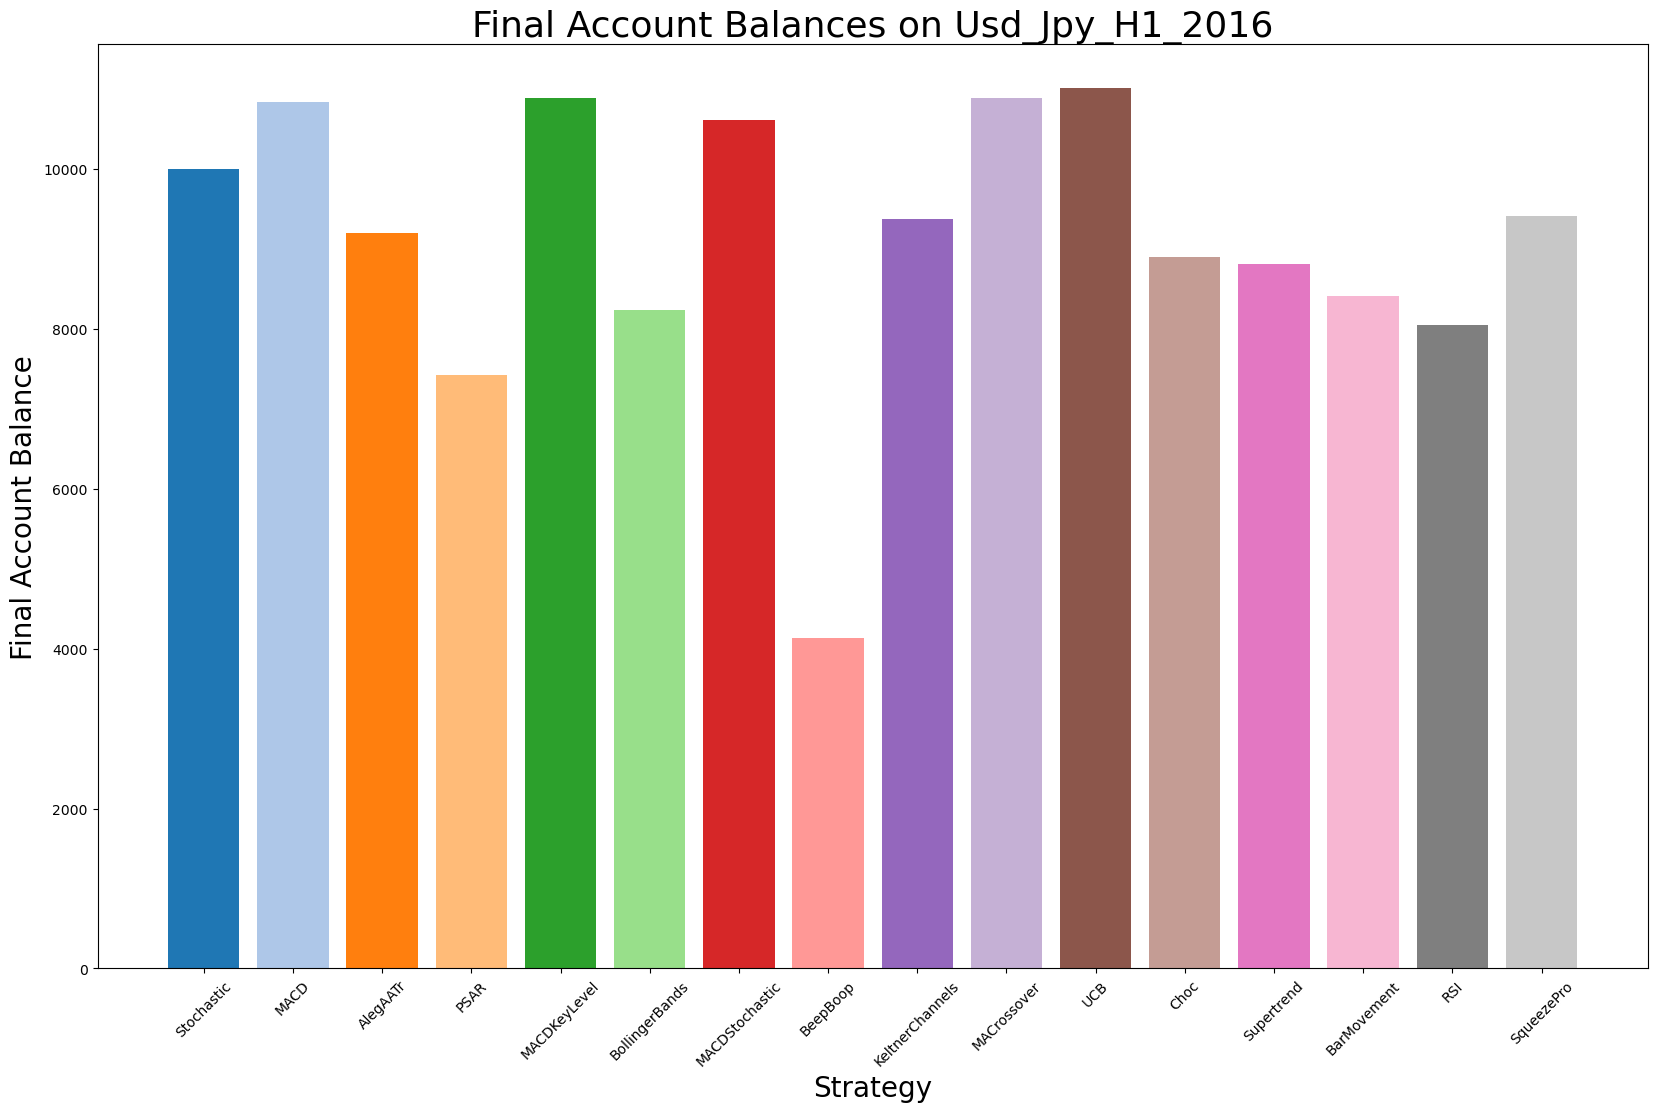 Final Account Balances on Usd_Jpy_H1_2016
Final Account Balance
10000
8000
6000
4000
2000
0
Stochastic
MACD
AlegAATr
PSAR
MACDKeyLevel
BollingerBands
MACDStochastic
BeepBoop
KeltnerChannels
MACrossover
UCB
Choc
Supertrend
BarMovement
RSI
SqueezePro
Strategy